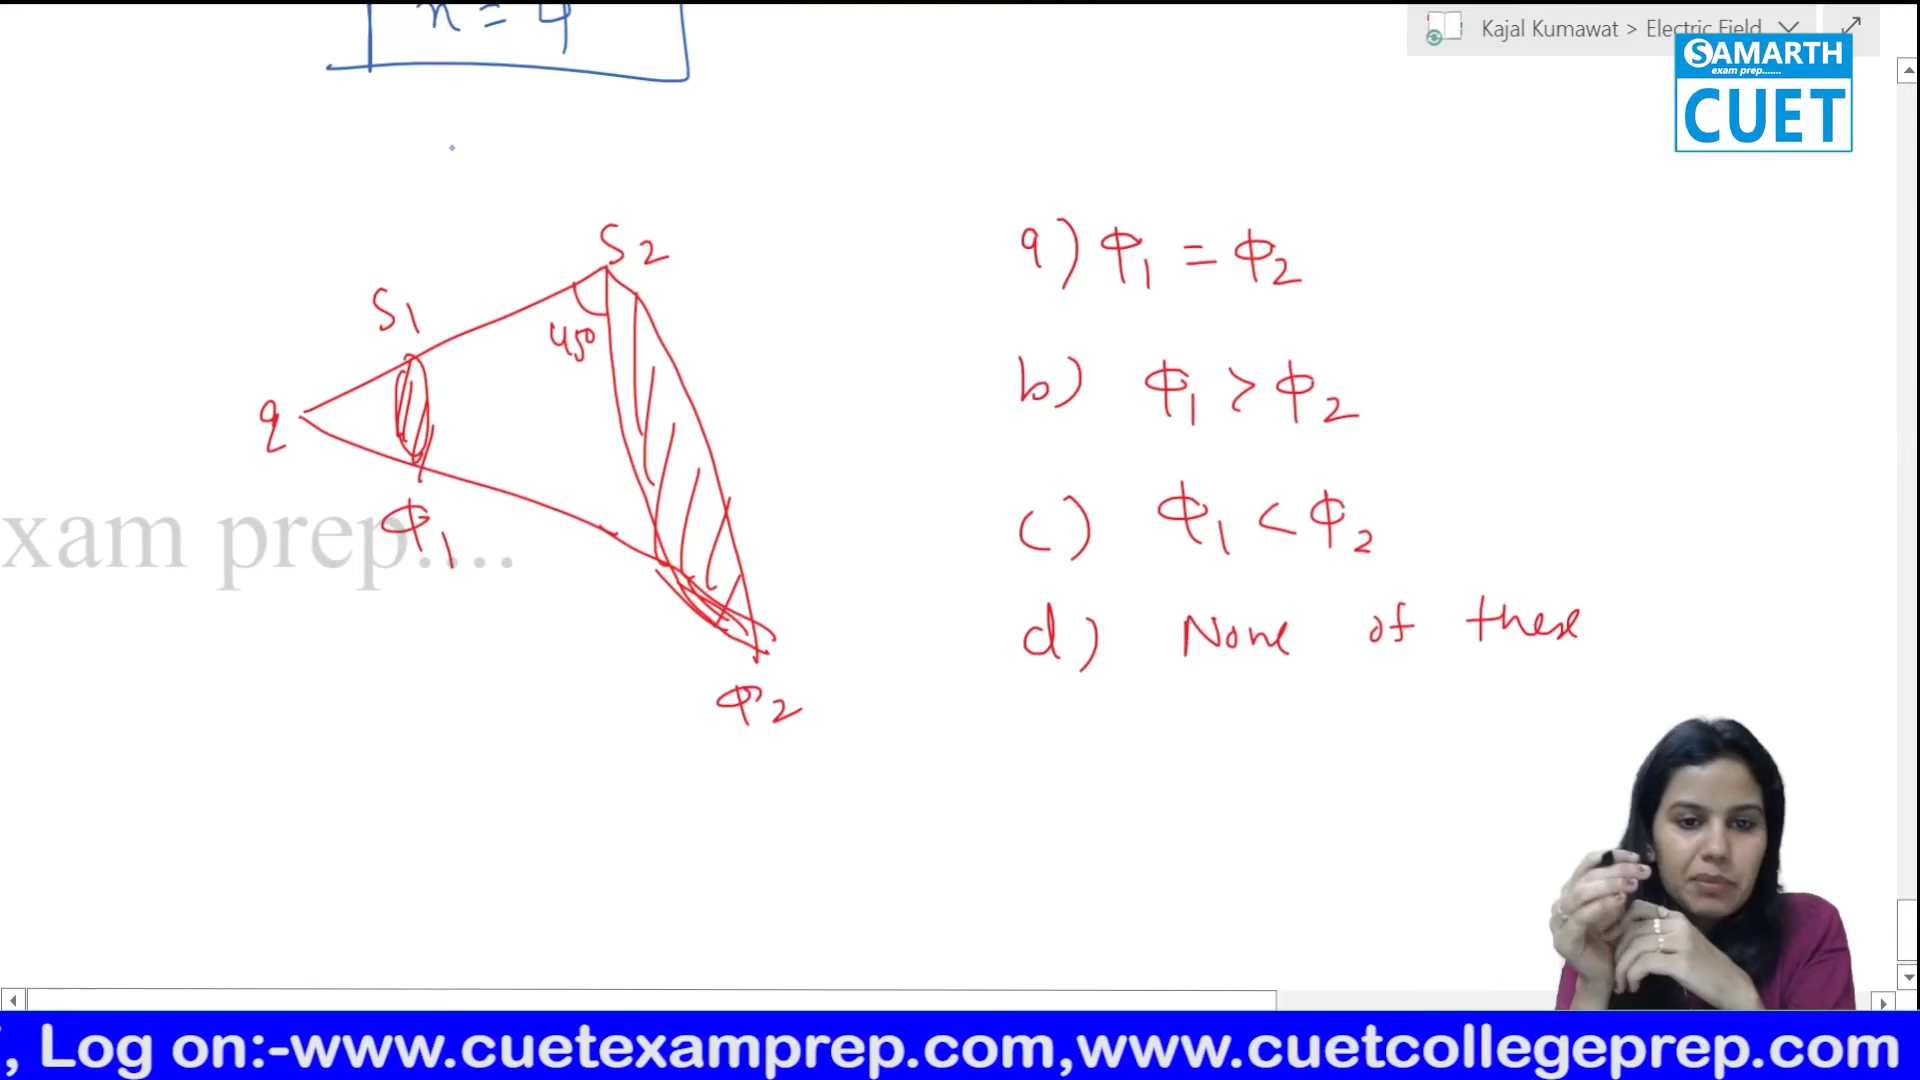 n = 4
Kajal Kumawat > Electric Field
SAMARTH
exam prep.......
CUET
S2
S1
45°
q
Φ1
Φ2
a) Φ1 = Φ2
b) Φ1 > Φ2
c) Φ1 < Φ2
d) None of these
xam prep....
, Log on:-www.cuetexamprep.com,www.cuetcollegeprep.com